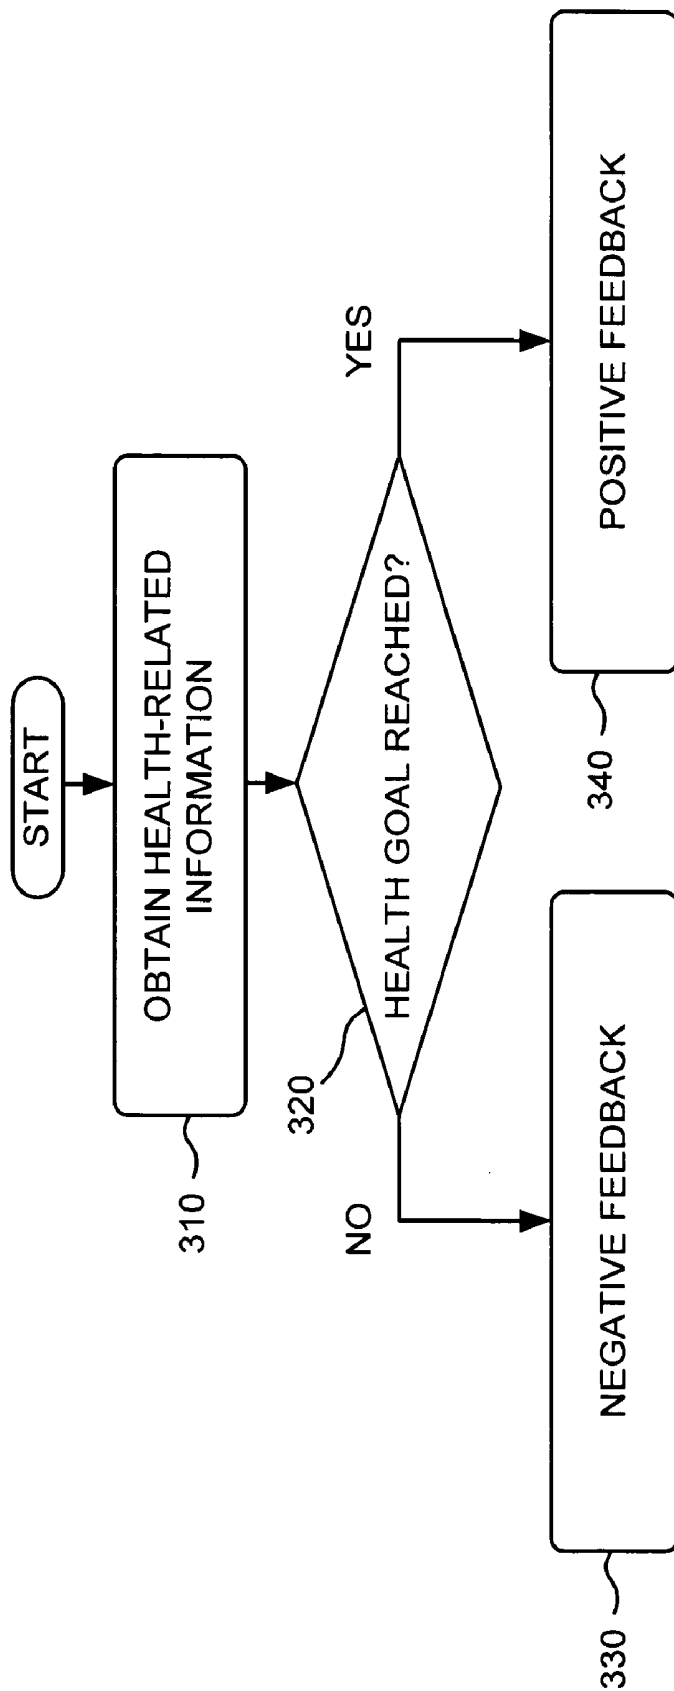 START
OBTAIN HEALTH-RELATED
INFORMATION
310
HEALTH GOAL REACHED?
320
NO
YES
NEGATIVE FEEDBACK
330
POSITIVE FEEDBACK
340